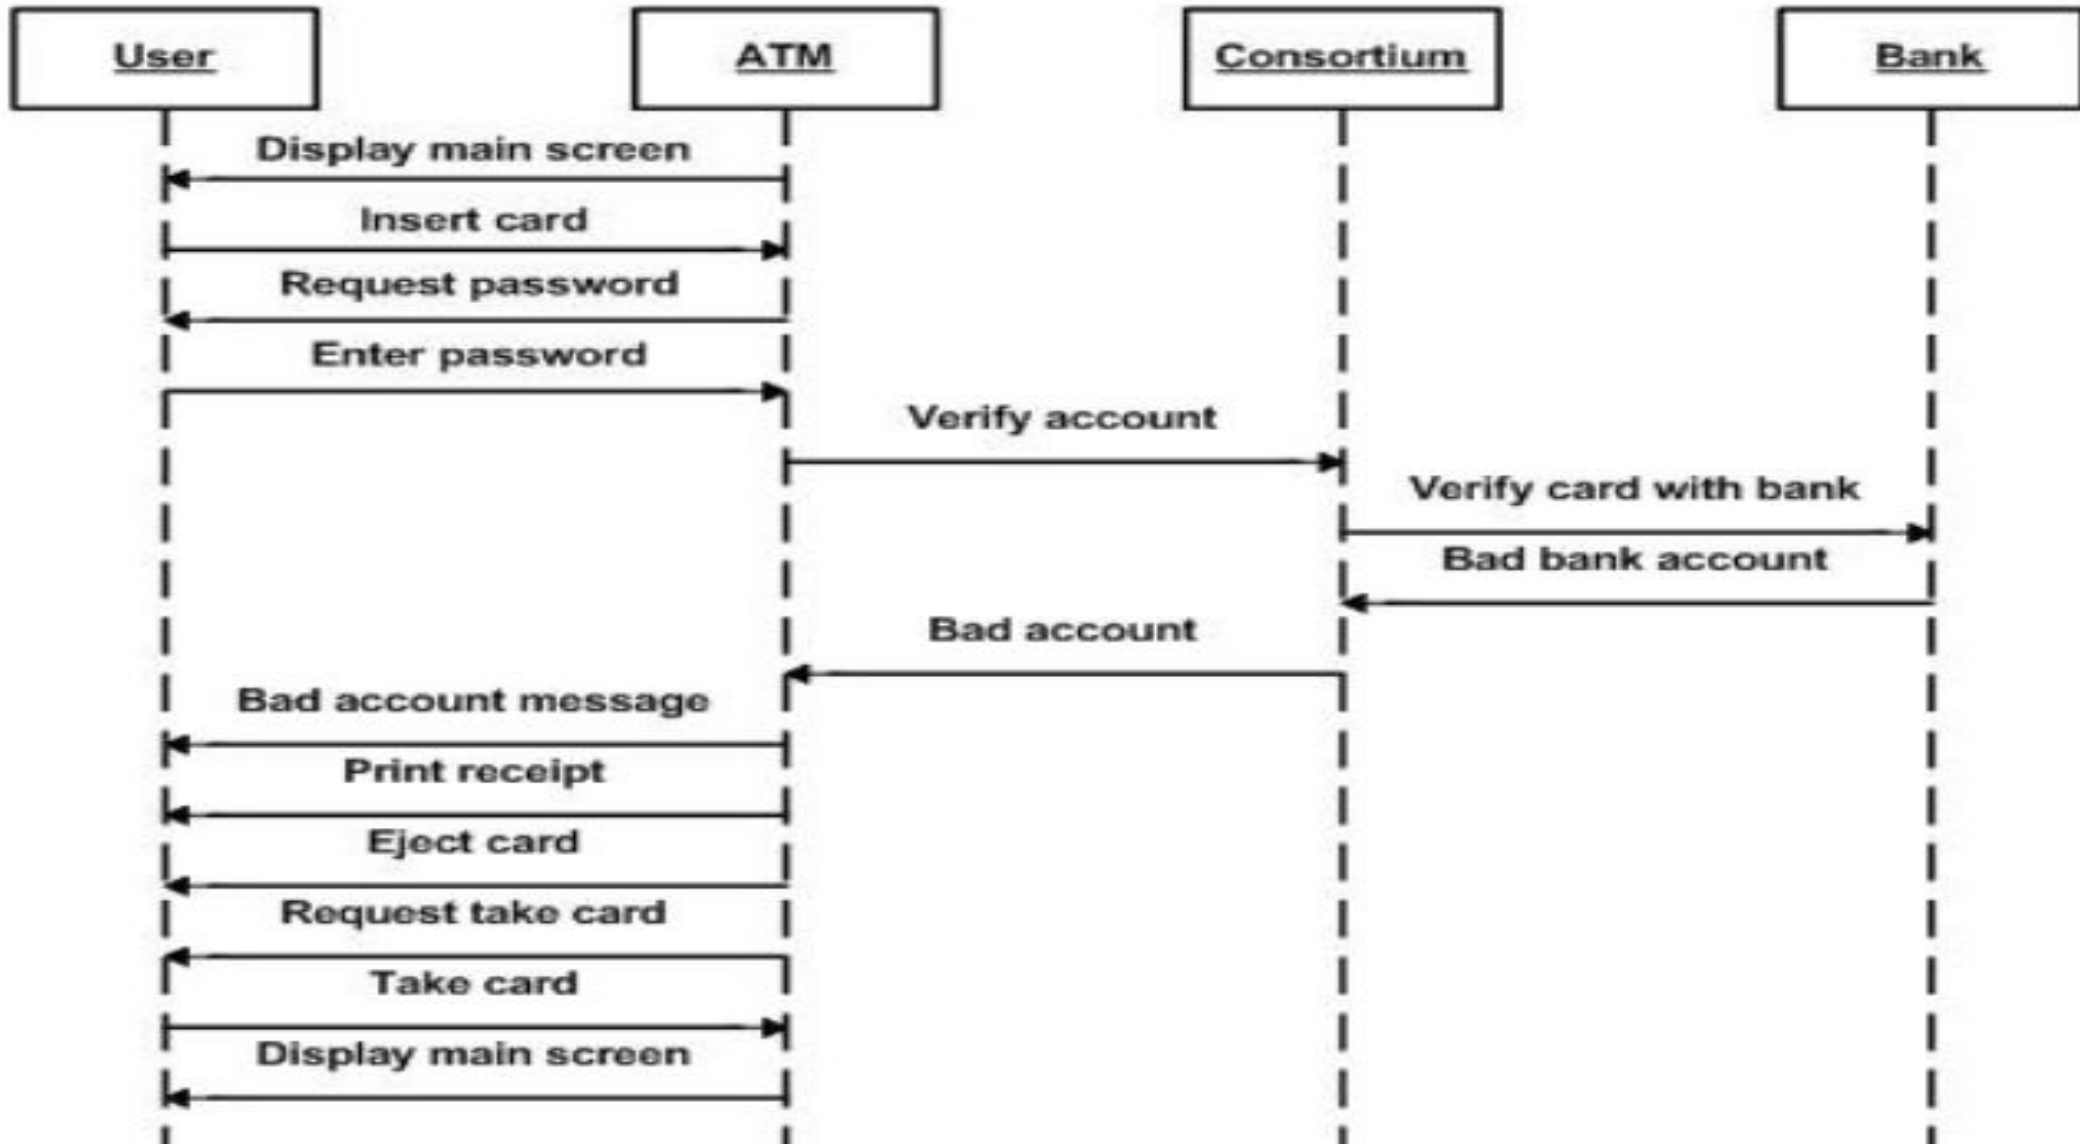 User
ATM
Consortium
Bank
Display main screen
Insert card
Request password
Enter password
Verify account
Verify card with bank
Bad bank account
Bad account
Bad account message
Print receipt
Eject card
Request take card
Take card
Display main screen